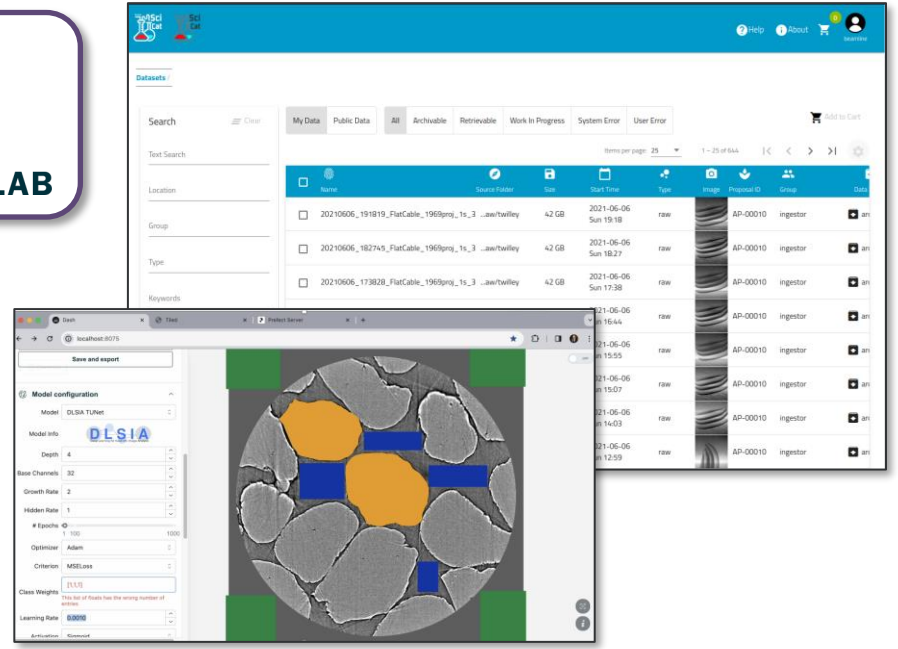 LAB
SciCat
Sci
Cat
Help
About
0
Datasets /
Search
Clear
My Data
Public Data
All
Archivable
Retrievable
Work In Progress
System Error
User Error
Add to Cart
Text Search
Items per page: 25
1 – 25 of 644
Name
Source Folder
Size
Start Time
Type
Image
Proposal ID
Group
Data
Location
20210606_191819_FlatCable_1969proj_1s_3 ...aw/twilley 42 GB 2021-06-06 raw AP-00010 ingestor
Sun 19:18
Group
20210606_182745_FlatCable_1969proj_1s_3 ...aw/twilley 42 GB 2021-06-06 raw AP-00010 ingestor
Sun 18:27
Type
20210606_173828_FlatCable_1969proj_1s_3 ...aw/twilley 42 GB 2021-06-06 raw AP-00010 ingestor
Sun 17:38
Keywords
raw AP-00010 ingestor
raw AP-00010 ingestor
raw AP-00010 ingestor
raw AP-00010 ingestor
raw AP-00010 ingestor
Dash
Tiled
Prefect Server
localhost:8075
Save and export
Model configuration
Model DLSIA TUNet
Model Info DLSIA
Depth 4
Base Channels 32
Growth Rate 2
Hidden Rate 1
# Epochs
1 100 1000
Optimizer Adam
Criterion MSELoss
Class Weights [1,1,1]
This list of floats has the wrong number of
entries
Learning Rate 0.0010
Activation Sigmoid